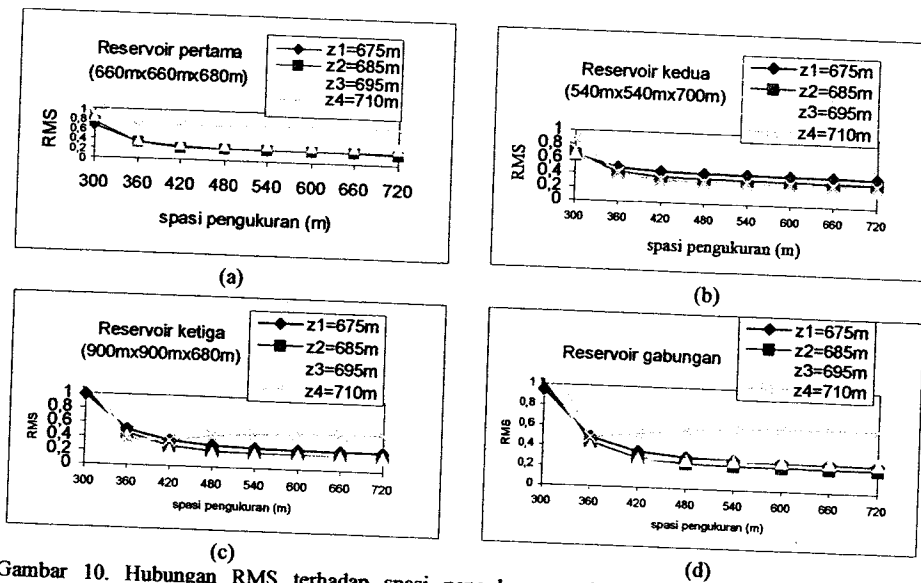 Reservoir pertama
(660mx660mx680m)
z1=675m
z2=685m
z3=695m
z4=710m
RMS
1
0,8
0,6
0,4
0,2
0
300 360 420 480 540 600 660 720
spasi pengukuran (m)
(a)
Reservoir kedua
(540mx540mx700m)
z1=675m
z2=685m
z3=695m
z4=710m
RMS
1
0,8
0,6
0,4
0,2
0
300 360 420 480 540 600 660 720
spasi pengukuran (m)
(b)
Reservoir ketiga
(900mx900mx680m)
z1=675m
z2=685m
z3=695m
z4=710m
RMS
1
0,8
0,6
0,4
0,2
0
300 360 420 480 540 600 660 720
spasi pengukuran (m)
(c)
Reservoir gabungan
z1=675m
z2=685m
z3=695m
z4=710m
RMS
1
0,8
0,6
0,4
0,2
0
300 360 420 480 540 600 660 720
spasi pengukuran (m)
(d)
Gambar 10. Hubungan RMS terhadap spasi